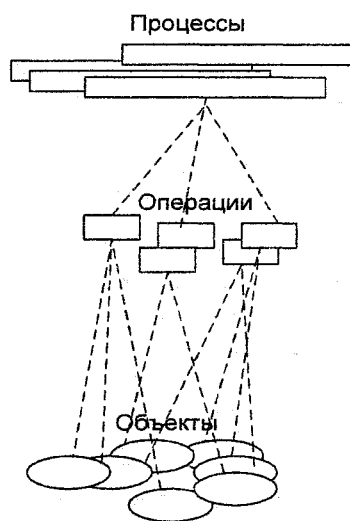 Процессы
Операции
Объекты